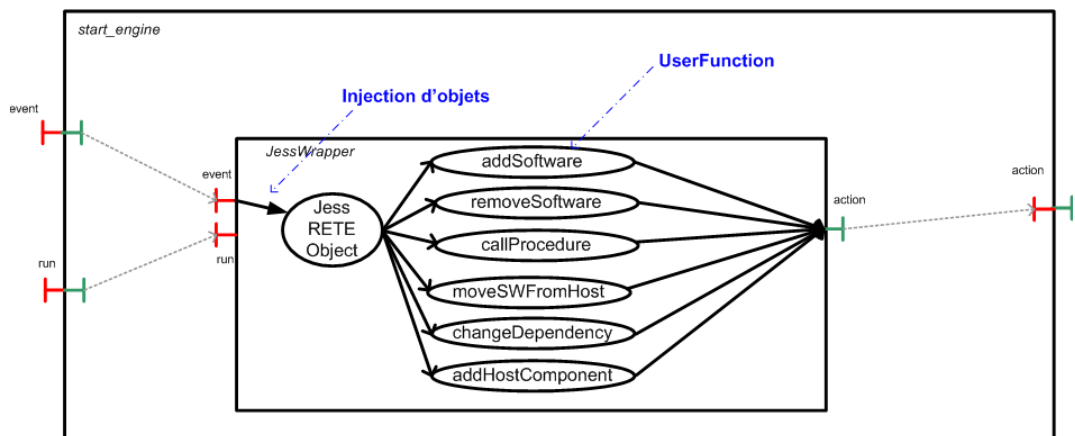 start_engine
UserFunction
Injection d'objets
event
JessWrapper
addSoftware
event
removeSoftware
action
action
Jess
RETE
Object
callProcedure
run
run
moveSWFromHost
changeDependency
addHostComponent